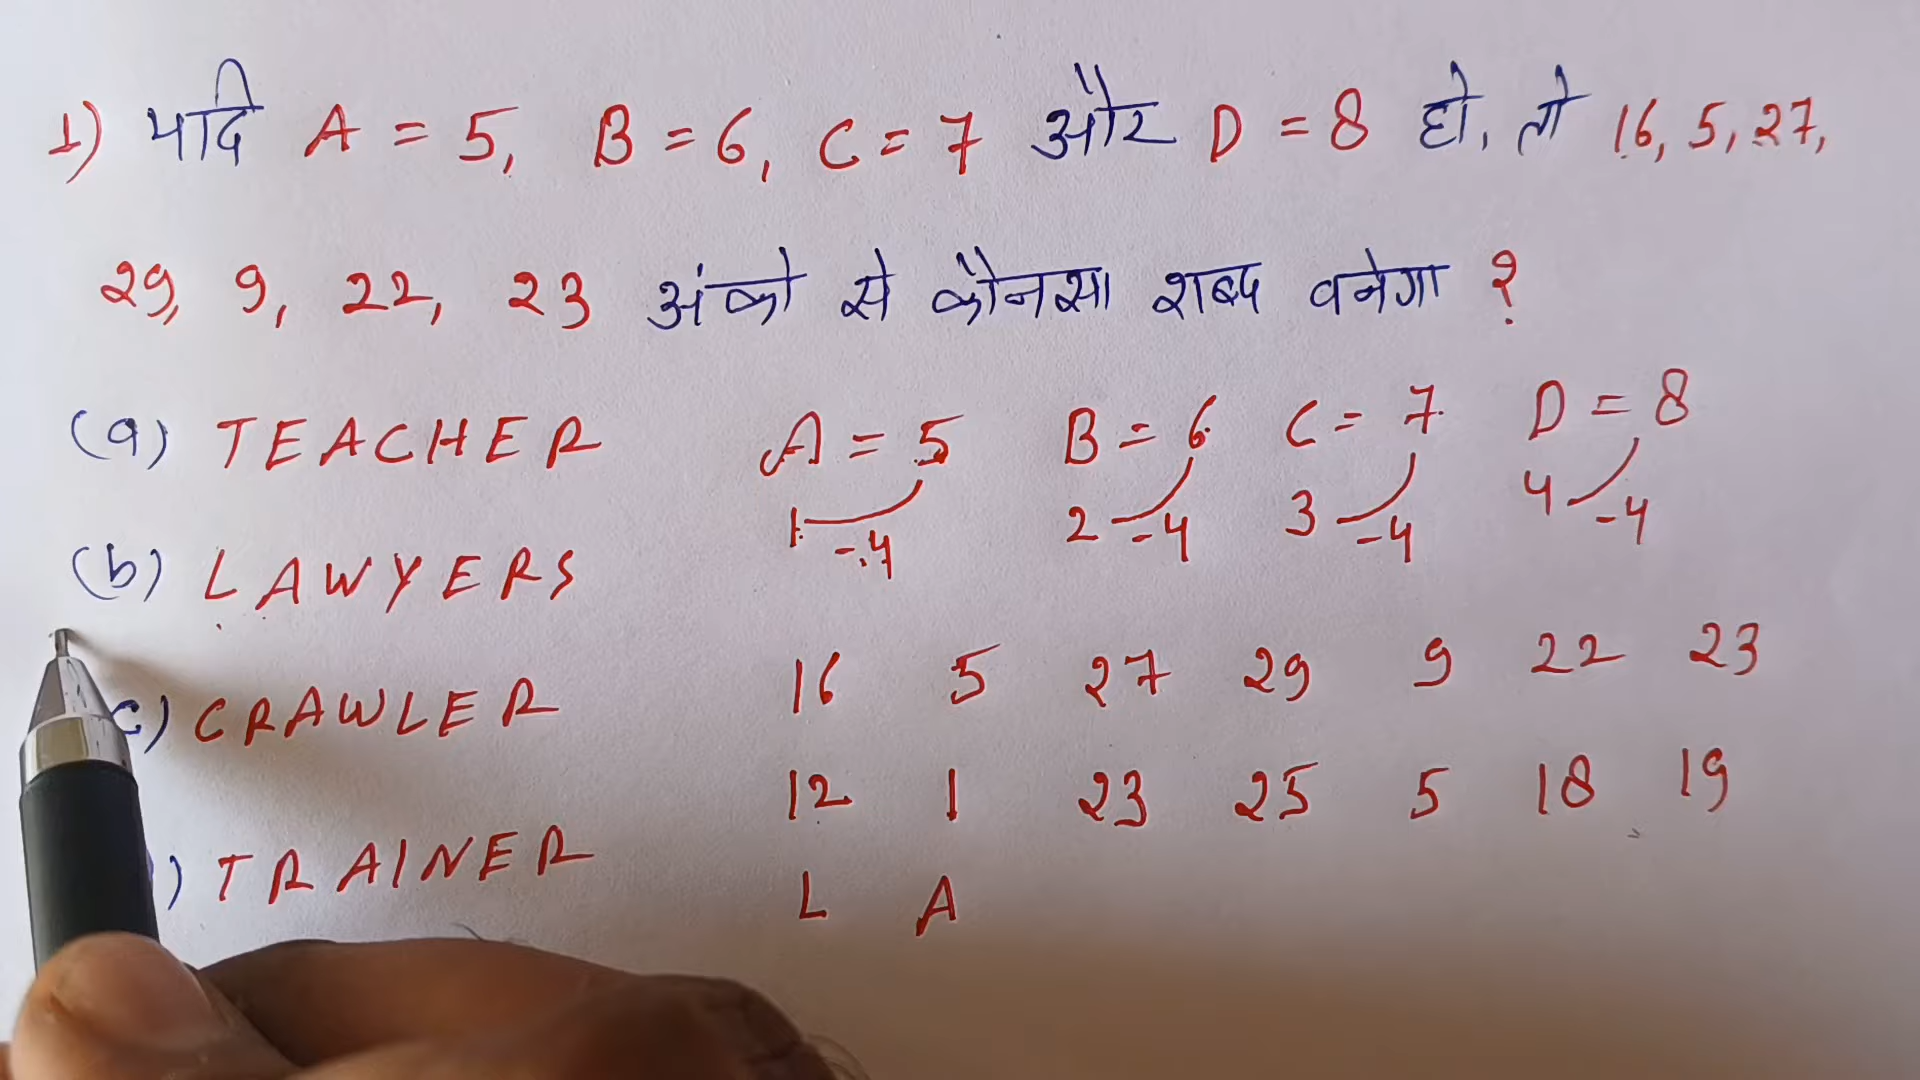 1) यदि A = 5, B = 6, C = 7 और D = 8 हो, तो 16, 5, 27,
29, 9, 22, 23 अंको से कौनसा शब्द बनेगा ?
(a) TEACHER
A = 5 B = 6 C = 7 D = 8
1 -4 2 -4 3 -4 4 -4
(b) LAWYERS
16 5 27 29 9 22 23
c) CRAWLER
12 1 23 25 5 18 19
) TRAINER
L A